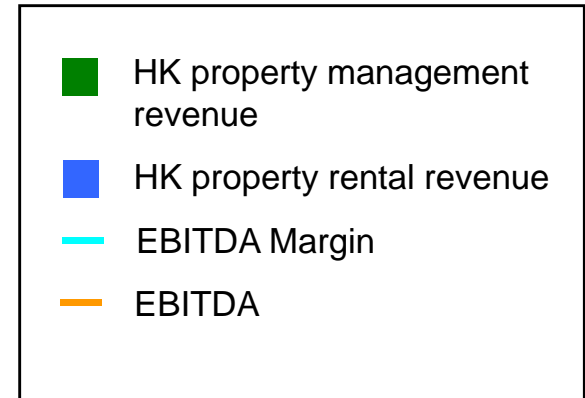 HK property management
revenue
HK property rental revenue
EBITDA Margin
EBITDA